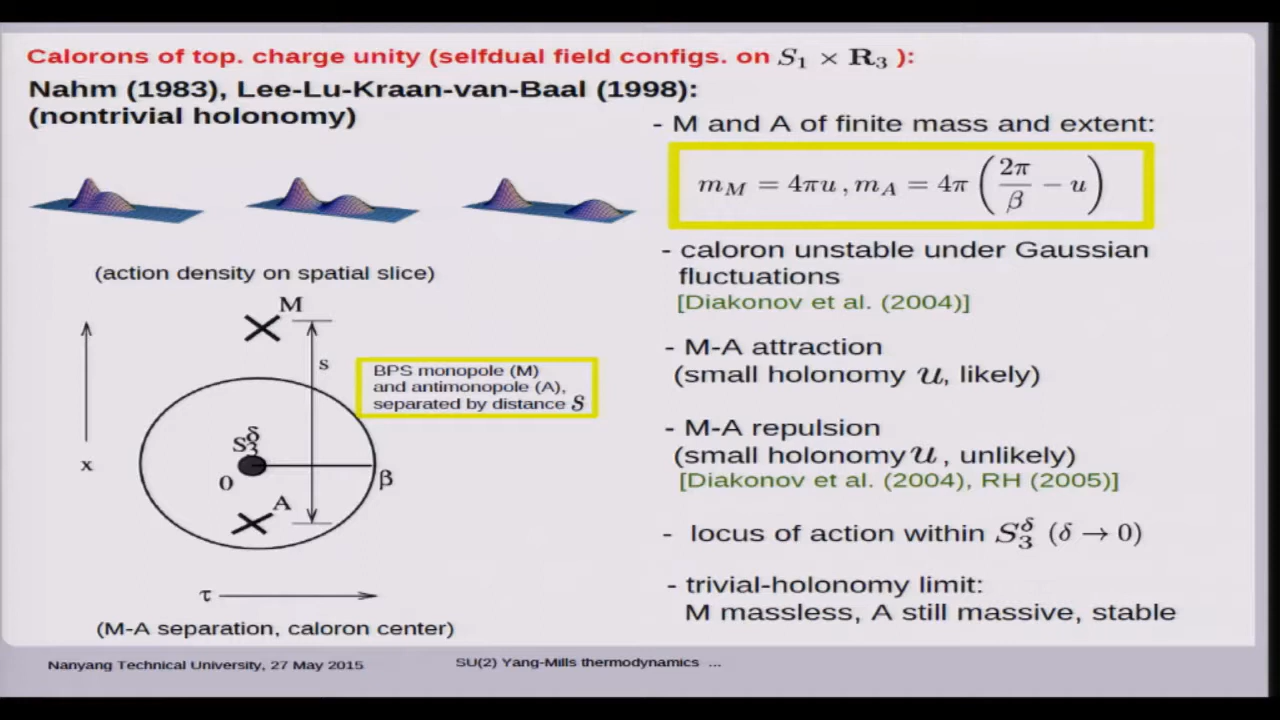 Calorons of top. charge unity (selfdual field configs. on S₁ × R₃ ):
Nahm (1983), Lee-Lu-Kraan-van-Baal (1998):
(nontrivial holonomy)
(action density on spatial slice)
M
s
BPS monopole (M)
and antimonopole (A),
separated by distance S
S₃^δ
x
0
β
A
τ
(M-A separation, caloron center)
- M and A of finite mass and extent:
m_M = 4πu , m_A = 4π (2π/β − u)
- caloron unstable under Gaussian
fluctuations
[Diakonov et al. (2004)]
- M-A attraction
(small holonomy u, likely)
- M-A repulsion
(small holonomy u , unlikely)
[Diakonov et al. (2004), RH (2005)]
- locus of action within S₃^δ (δ → 0)
- trivial-holonomy limit:
M massless, A still massive, stable
Nanyang Technical University, 27 May 2015
SU(2) Yang-Mills thermodynamics ...